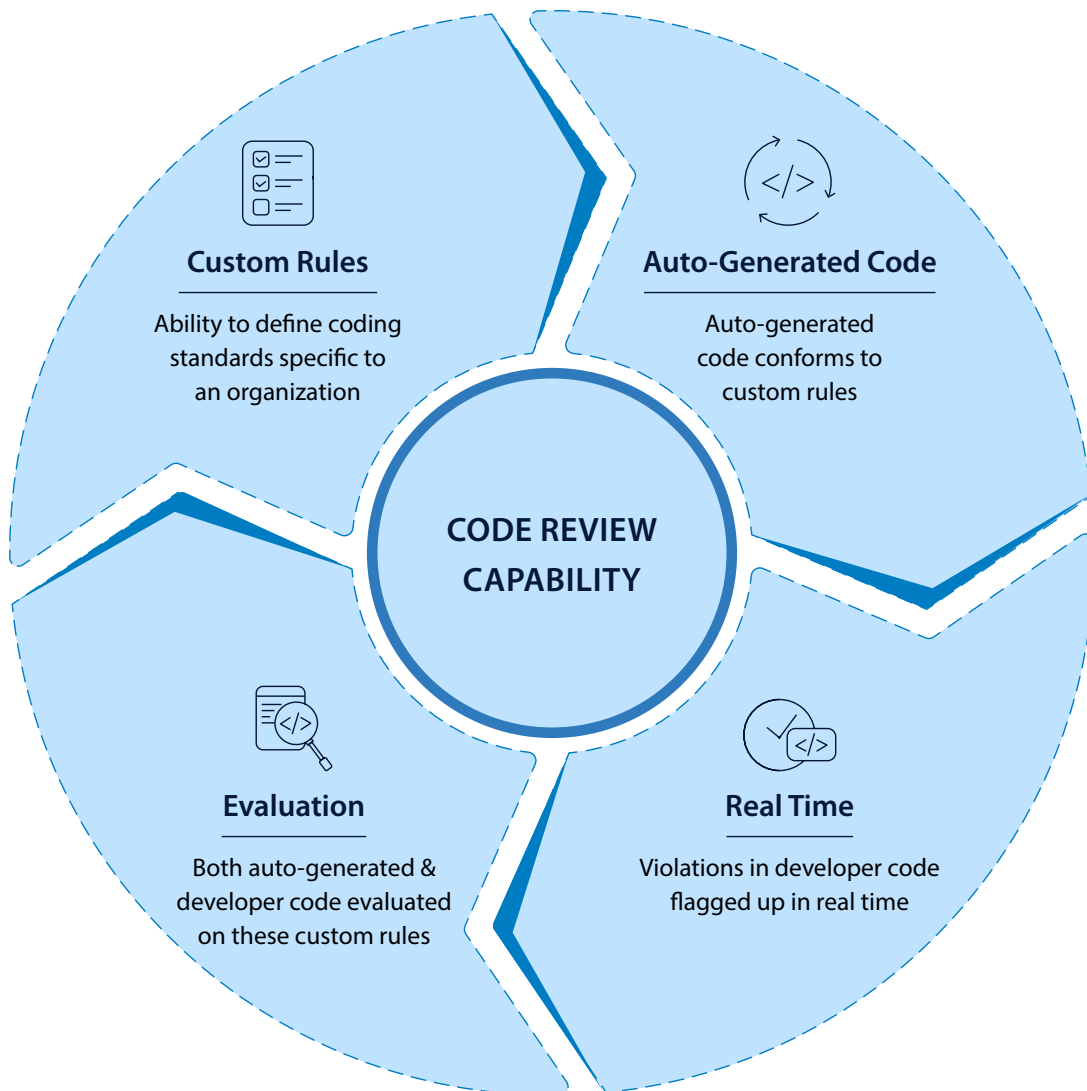 Custom Rules
Ability to define coding
standards specific to
an organization
Auto-Generated Code
</>
Auto-generated
code conforms to
custom rules
CODE REVIEW
CAPABILITY
</>
Evaluation
Both auto-generated &
developer code evaluated
on these custom rules
</>
Real Time
Violations in developer code
flagged up in real time